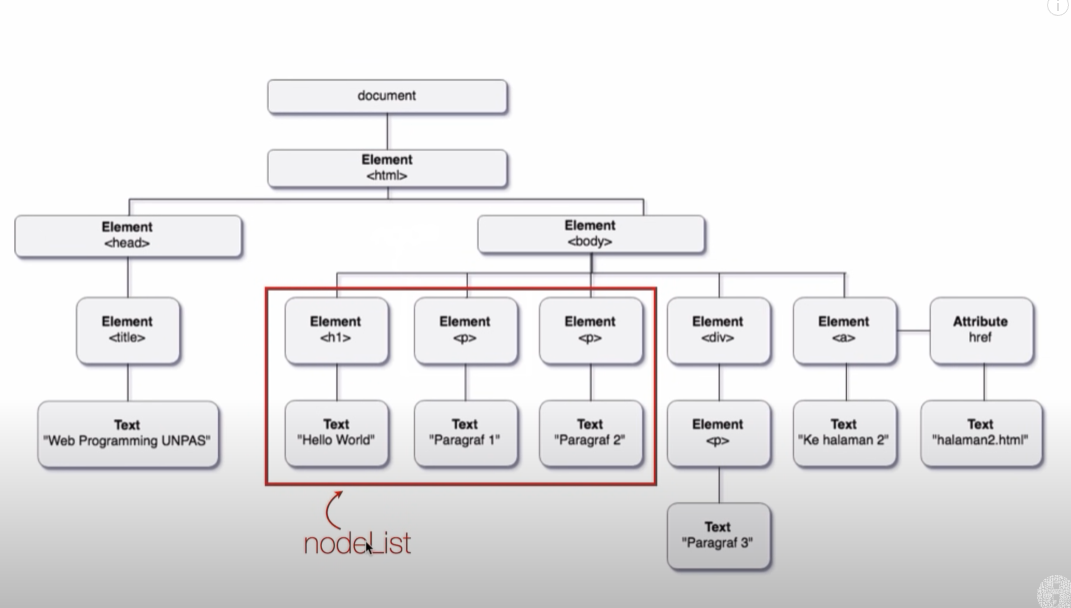 document
Element
<html>
Element
<head>
Element
<body>
Element
<title>
Element
<h1>
Element
<p>
Element
<p>
Element
<div>
Element
<a>
Attribute
href
Text
"Web Programming UNPAS"
Text
"Hello World"
Text
"Paragraf 1"
Text
"Paragraf 2"
Element
<p>
Text
"Ke halaman 2"
Text
"halaman2.html"
Text
"Paragraf 3"
nodeList